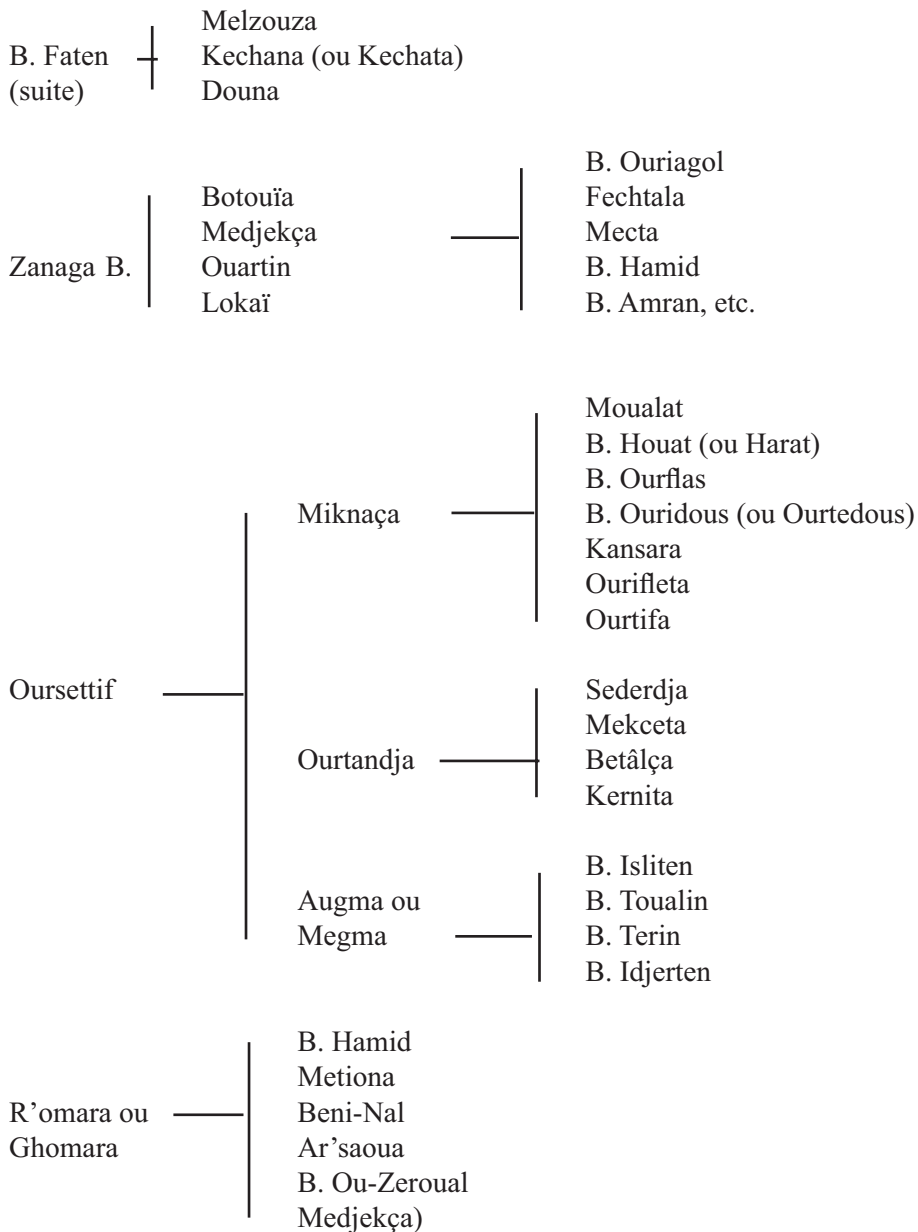 B. Faten
(suite)
Melzouza
Kechana (ou Kechata)
Douna
Zanaga B.
Botouïa
Medjekça
Ouartin
Lokaï
B. Ouriagol
Fechtala
Mecta
B. Hamid
B. Amran, etc.
Oursettif
Miknaça
Moualat
B. Houat (ou Harat)
B. Ourflas
B. Ouridous (ou Ourtedous)
Kansara
Ourifleta
Ourtifa
Ourtandja
Sederdja
Mekceta
Betâlça
Kernita
Augma ou
Megma
B. Isliten
B. Toualin
B. Terin
B. Idjerten
R’omara ou
Ghomara
B. Hamid
Metiona
Beni-Nal
Ar’saoua
B. Ou-Zeroual
Medjekça)